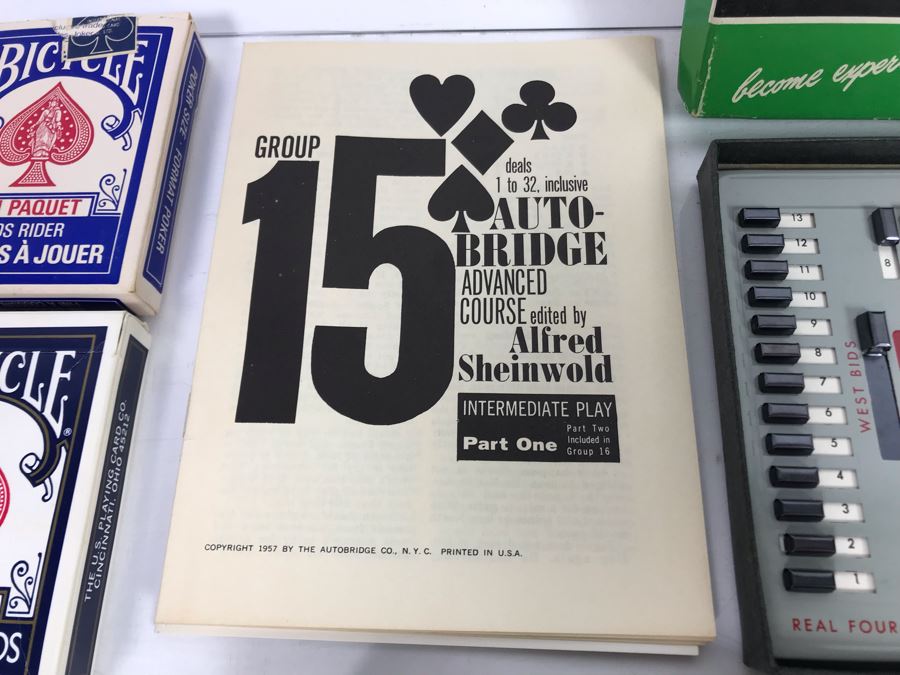 BICYCLE
POKER SIZE · FORMAT POKER
PAQUET
RIDER
À JOUER
CLE
®
THE U.S. PLAYING CARD CO.
CINCINNATI, OHIO 45212
GROUP
15
deals
1 to 32, inclusive
AUTO-
BRIDGE
ADVANCED
COURSE edited by
Alfred
Sheinwold
INTERMEDIATE PLAY
Part One
Part Two
Included in
Group 16
COPYRIGHT 1957 BY THE AUTOBRIDGE CO., N.Y.C. PRINTED IN U.S.A.
become exper
13
12
11
10
9
8
7
6
5
4
3
2
1
8
WEST BIDS
REAL FOUR